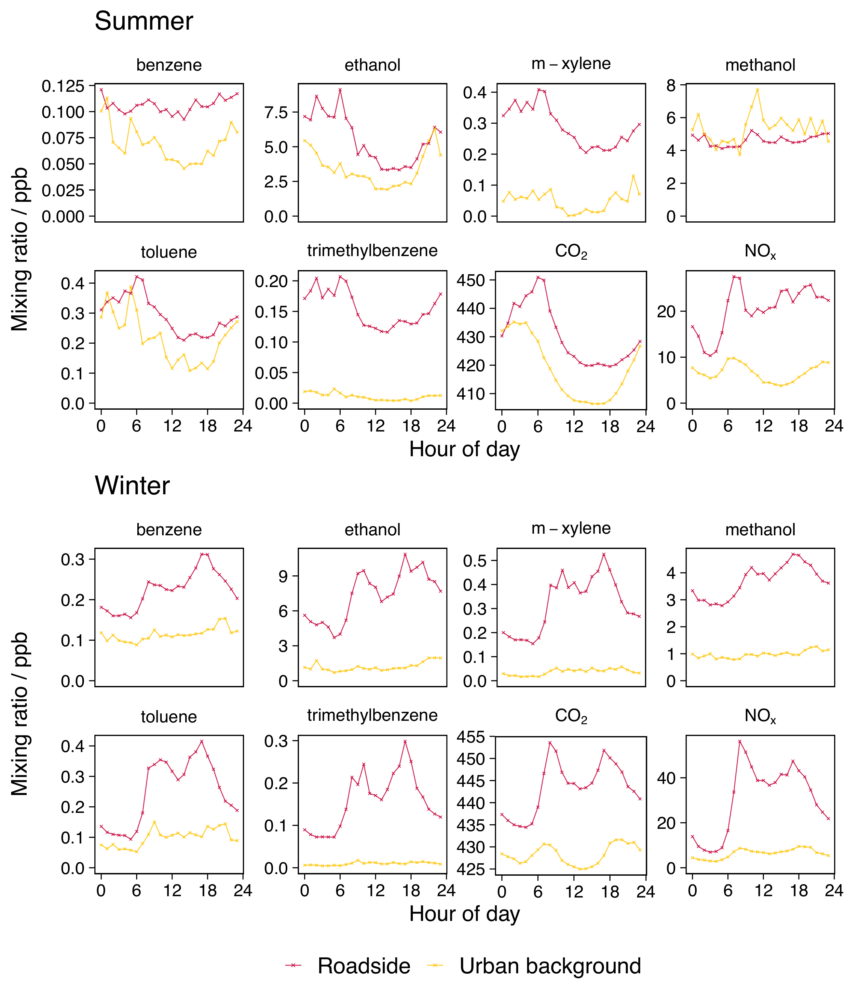 Summer
benzene ethanol m – xylene methanol
0.125 0.100 0.075 0.050 0.025 0.000
7.5 5.0 2.5 0.0
0.4 0.3 0.2 0.1 0.0
8 6 4 2 0
Mixing ratio / ppb
toluene trimethylbenzene CO₂ NOₓ
0.4 0.3 0.2 0.1 0.0
0.20 0.15 0.10 0.05 0.00
450 440 430 420 410
20 10 0
0 6 12 18 24 0 6 12 18 24 0 6 12 18 24 0 6 12 18 24
Hour of day
Winter
benzene ethanol m – xylene methanol
0.3 0.2 0.1 0.0
9 6 3 0
0.5 0.4 0.3 0.2 0.1 0.0
4 3 2 1 0
Mixing ratio / ppb
toluene trimethylbenzene CO₂ NOₓ
0.4 0.3 0.2 0.1 0.0
0.3 0.2 0.1 0.0
455 450 445 440 435 430 425
40 20 0
0 6 12 18 24 0 6 12 18 24 0 6 12 18 24 0 6 12 18 24
Hour of day
Roadside Urban background